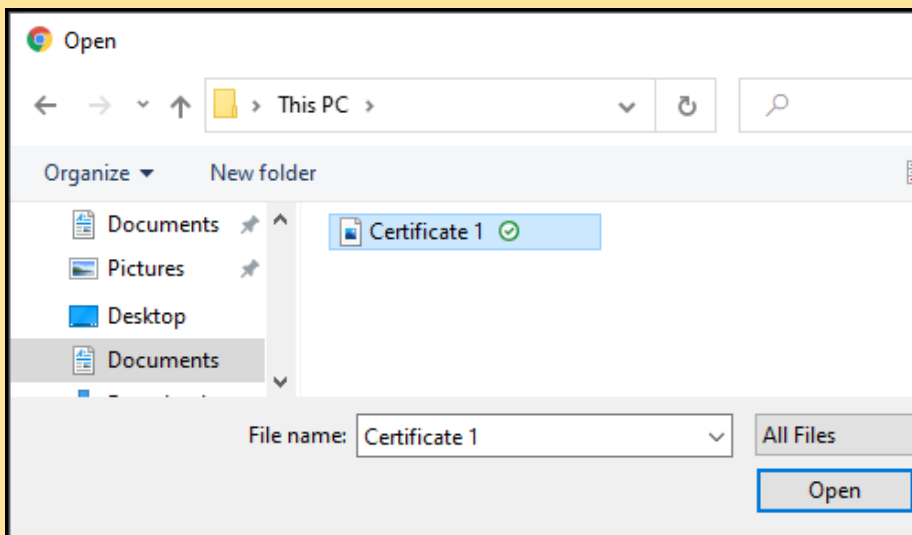 Open
This PC
Organize New folder
Documents
Pictures
Desktop
Documents
Certificate 1
File name: Certificate 1 All Files
Open